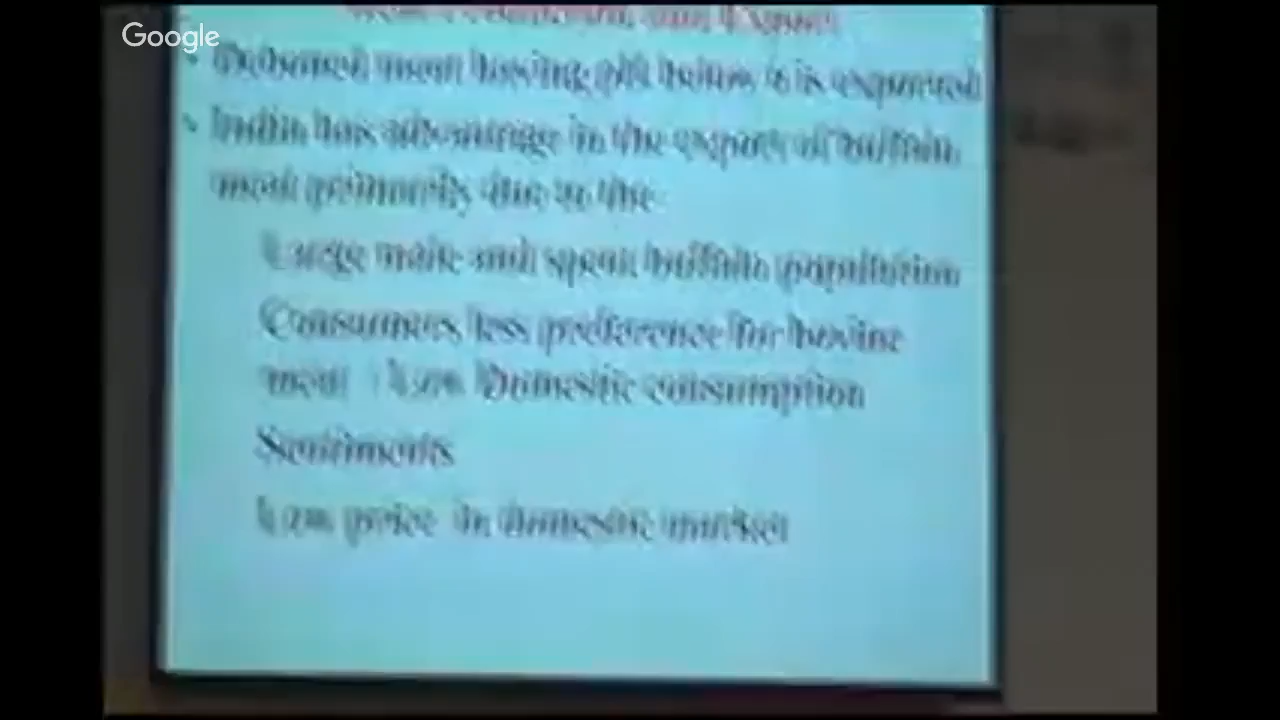 Google
• Deboned meat having pH below 6 is exported
• India has advantage in the export of buffalo
meat primarily due to the
Large male and spent buffalo population
Consumers less preference for bovine
meat : Low Domestic consumption
Sentiments
Low price in domestic market